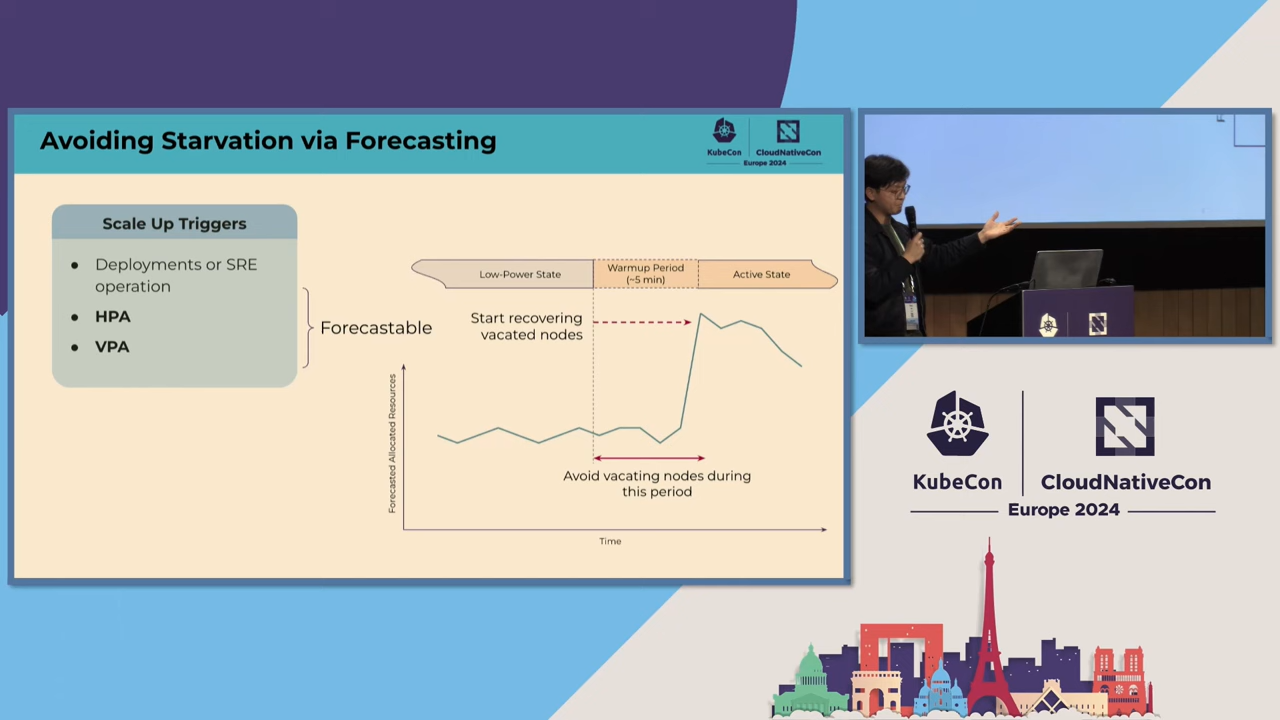 Avoiding Starvation via Forecasting
KubeCon
CloudNativeCon
Europe 2024
Scale Up Triggers
Deployments or SRE
operation
HPA
VPA
Forecastable
Low-Power State
Warmup Period
(~5 min)
Active State
Start recovering
vacated nodes
Forecasted Allocated Resources
Avoid vacating nodes during
this period
Time
KubeCon
CloudNativeCon
Europe 2024